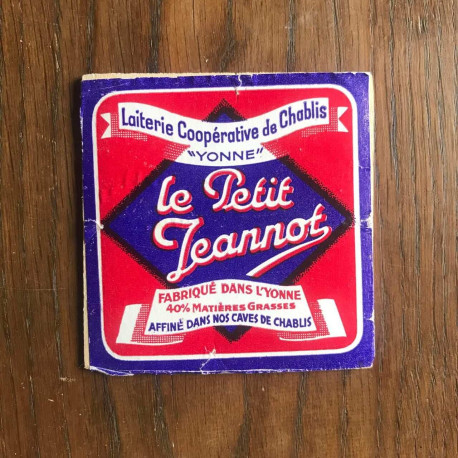 Laiterie Coopérative de Chablis
"YONNE"
le Petit
Jeannot
FABRIQUÉ DANS L'YONNE
40% MATIÈRES GRASSES
AFFINÉ DANS NOS CAVES DE CHABLIS